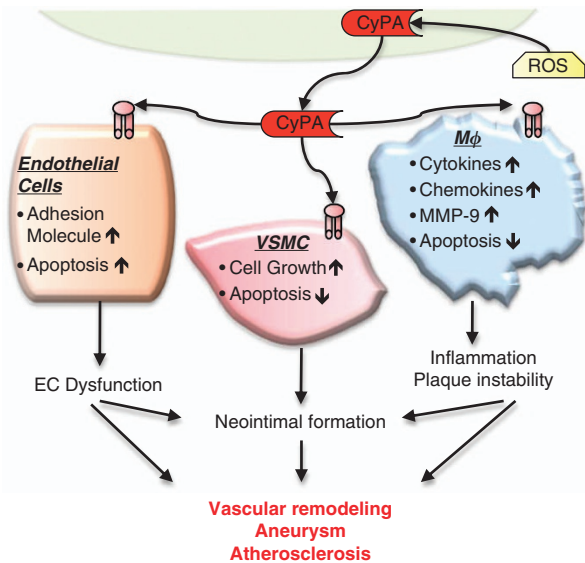 CyPA
ROS
CyPA
Endothelial
Cells
• Adhesion
Molecule ↑
• Apoptosis ↑
VSMC
• Cell Growth ↑
• Apoptosis ↓
Mϕ
• Cytokines ↑
• Chemokines ↑
• MMP-9 ↑
• Apoptosis ↓
EC Dysfunction
Neointimal formation
Inflammation
Plaque instability
Vascular remodeling
Aneurysm
Atherosclerosis